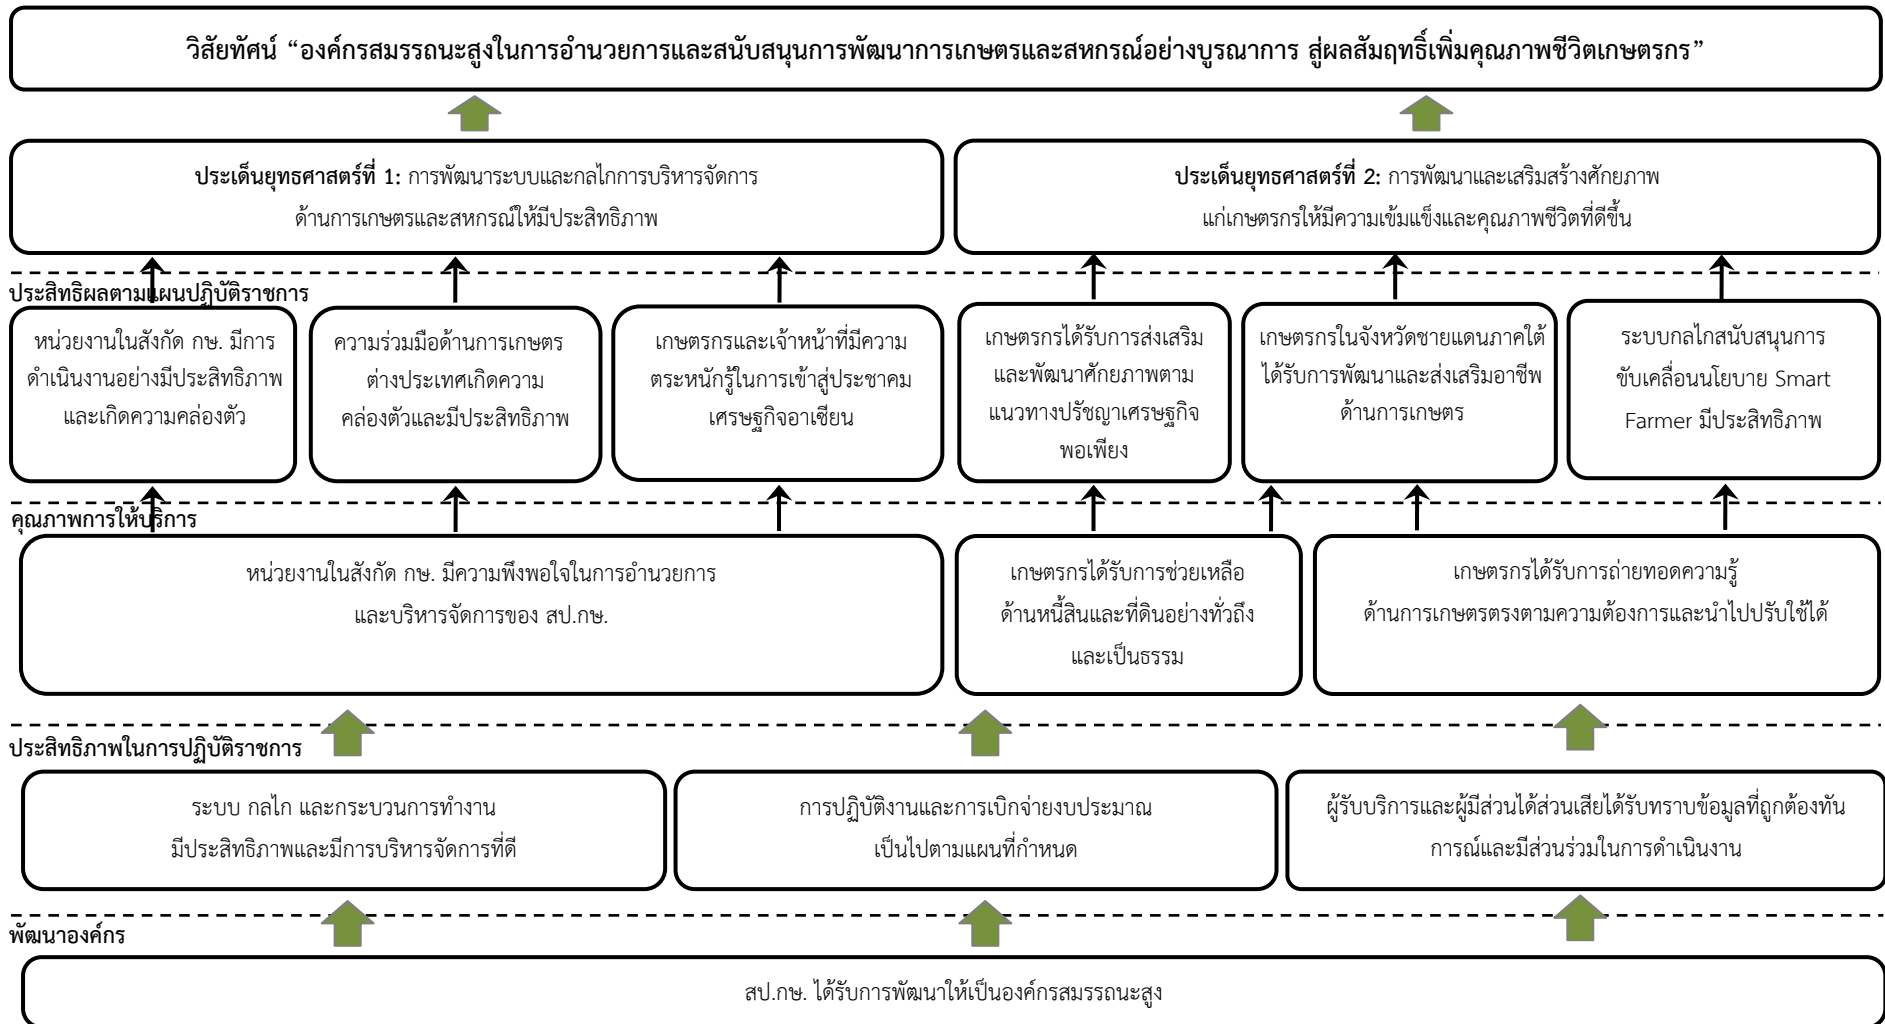 วิสัยทัศน์ “องค์กรสมรรถนะสูงในการอำนวยการและสนับสนุนการพัฒนาการเกษตรและสหกรณ์อย่างบูรณาการ สู่ผลสัมฤทธิ์เพิ่มคุณภาพชีวิตเกษตรกร”
ประเด็นยุทธศาสตร์ที่ 1: การพัฒนาระบบและกลไกการบริหารจัดการ
ด้านการเกษตรและสหกรณ์ให้มีประสิทธิภาพ
ประเด็นยุทธศาสตร์ที่ 2: การพัฒนาและเสริมสร้างศักยภาพ
แก่เกษตรกรให้มีความเข้มแข็งและคุณภาพชีวิตที่ดีขึ้น
ประสิทธิผลตามแผนปฏิบัติราชการ
หน่วยงานในสังกัด กษ. มีการ
ดำเนินงานอย่างมีประสิทธิภาพ
และเกิดความคล่องตัว
ความร่วมมือด้านการเกษตร
ต่างประเทศเกิดความ
คล่องตัวและมีประสิทธิภาพ
เกษตรกรและเจ้าหน้าที่มีความ
ตระหนักรู้ในการเข้าสู่ประชาคม
เศรษฐกิจอาเซียน
เกษตรกรได้รับการส่งเสริม
และพัฒนาศักยภาพตาม
แนวทางปรัชญาเศรษฐกิจ
พอเพียง
เกษตรกรในจังหวัดชายแดนภาคใต้
ได้รับการพัฒนาและส่งเสริมอาชีพ
ด้านการเกษตร
ระบบกลไกสนับสนุนการ
ขับเคลื่อนนโยบาย Smart
Farmer มีประสิทธิภาพ
คุณภาพการให้บริการ
หน่วยงานในสังกัด กษ. มีความพึงพอใจในการอำนวยการ
และบริหารจัดการของ สป.กษ.
เกษตรกรได้รับการช่วยเหลือ
ด้านหนี้สินและที่ดินอย่างทั่วถึง
และเป็นธรรม
เกษตรกรได้รับการถ่ายทอดความรู้
ด้านการเกษตรตรงตามความต้องการและนำไปปรับใช้ได้
ประสิทธิภาพในการปฏิบัติราชการ
ระบบ กลไก และกระบวนการทำงาน
มีประสิทธิภาพและมีการบริหารจัดการที่ดี
การปฏิบัติงานและการเบิกจ่ายงบประมาณ
เป็นไปตามแผนที่กำหนด
ผู้รับบริการและผู้มีส่วนได้ส่วนเสียได้รับทราบข้อมูลที่ถูกต้องทัน
การณ์และมีส่วนร่วมในการดำเนินงาน
พัฒนาองค์กร
สป.กษ. ได้รับการพัฒนาให้เป็นองค์กรสมรรถนะสูง